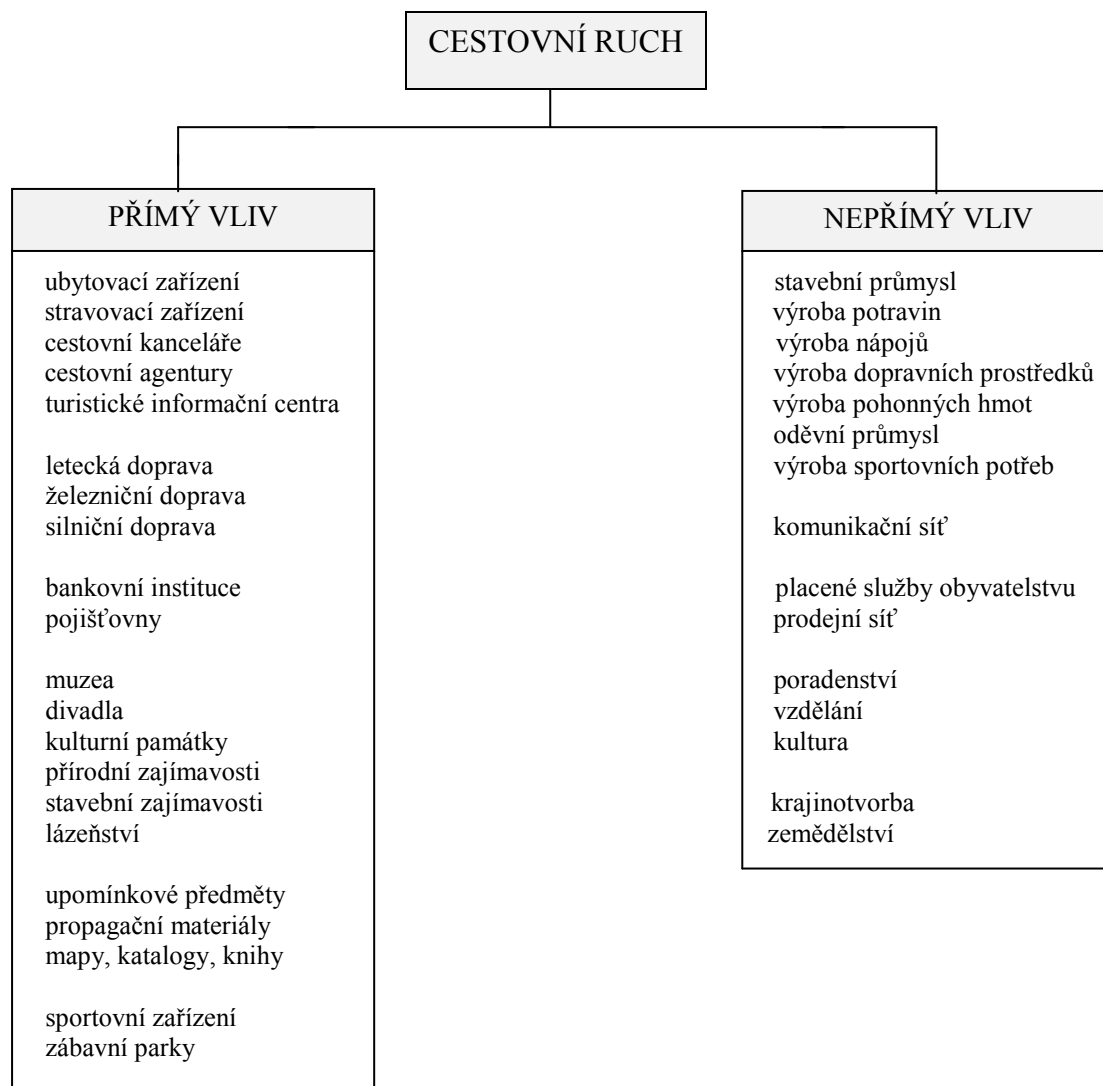 CESTOVNÍ RUCH
PŘÍMÝ VLIV
ubytovací zařízení
stravovací zařízení
cestovní kanceláře
cestovní agentury
turistické informační centra
letecká doprava
železniční doprava
silniční doprava
bankovní instituce
pojišťovny
muzea
divadla
kulturní památky
přírodní zajímavosti
stavební zajímavosti
lázeňství
upomínkové předměty
propagační materiály
mapy, katalogy, knihy
sportovní zařízení
zábavní parky
NEPŘÍMÝ VLIV
stavební průmysl
výroba potravin
výroba nápojů
výroba dopravních prostředků
výroba pohonných hmot
oděvní průmysl
výroba sportovních potřeb
komunikační síť
placené služby obyvatelstvu
prodejní síť
poradenství
vzdělání
kultura
krajinotvorba
zemědělství